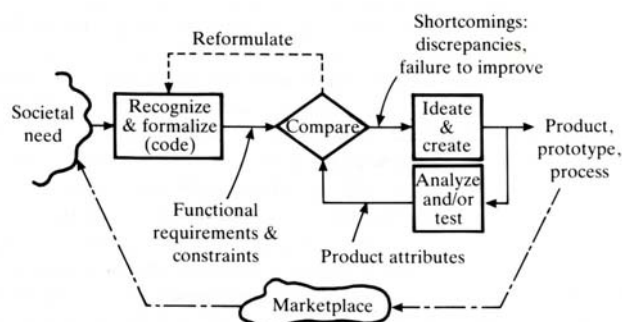 Reformulate
Shortcomings:
discrepancies,
failure to improve
Societal
need
Recognize
& formalize
(code)
Compare
Ideate
&
create
Product,
prototype,
process
Functional
requirements &
constraints
Analyze
and/or
test
Product attributes
Marketplace